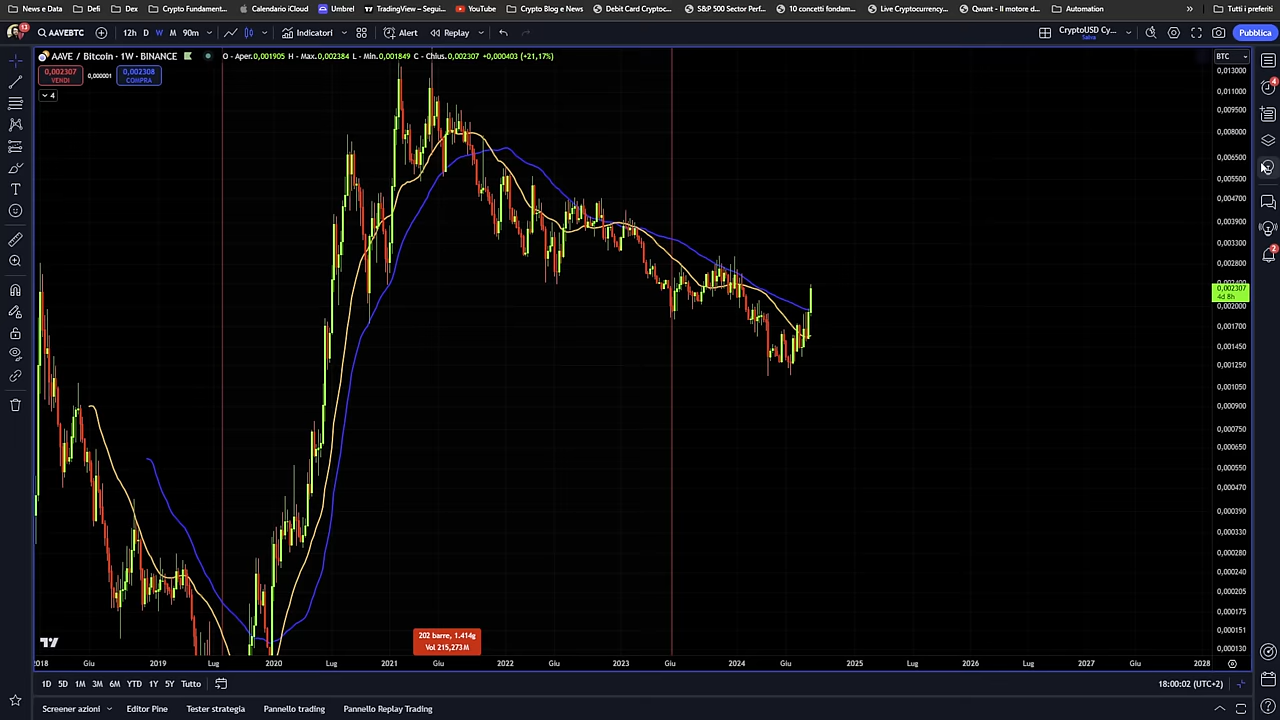 News e Data
Defi
Dex
Crypto Fundament...
Calendario iCloud
Umbrel
TradingView – Segui...
YouTube
Crypto Blog e News
Debit Card Cryptoc...
S&P 500 Sector Perf...
10 concetti fondam...
Live Cryptocurrency...
Qwant - Il motore d...
Automation
»
Tutti i preferiti
11
AAVEBTC
12h D W M 90m
Indicatori
Alert
Replay
CryptoUSD Cy...
Salva
Pubblica
AAVE / Bitcoin · 1W · BINANCE
O - Aper.0,001905 H - Max.0,002384 L - Min.0,001849 C - Chius.0,002307 +0,000403 (+21,17%)
BTC
0,002307
VENDI
0,000001
0,002308
COMPRA
4
0,013000
0,011000
0,009500
0,008000
0,006500
0,005500
0,004700
0,003900
0,003300
0,002800
0,002307
4d 8h
0,002000
0,001700
0,001450
0,001250
0,001050
0,000900
0,000750
0,000650
0,000550
0,000470
0,000390
0,000330
0,000280
0,000240
0,000205
0,000175
0,000151
0,000130
4
2
202 barre, 1.414g
Vol 215,273 M
2018 Giu 2019 Lug 2020 Lug 2021 Giu 2022 Giu 2023 Giu 2024 Giu 2025 Lug 2026 Lug 2027 Giu 2028
1D 5D 1M 3M 6M YTD 1Y 5Y Tutto
18:00:02 (UTC+2)
Screener azioni
Editor Pine
Tester strategia
Pannello trading
Pannello Replay Trading